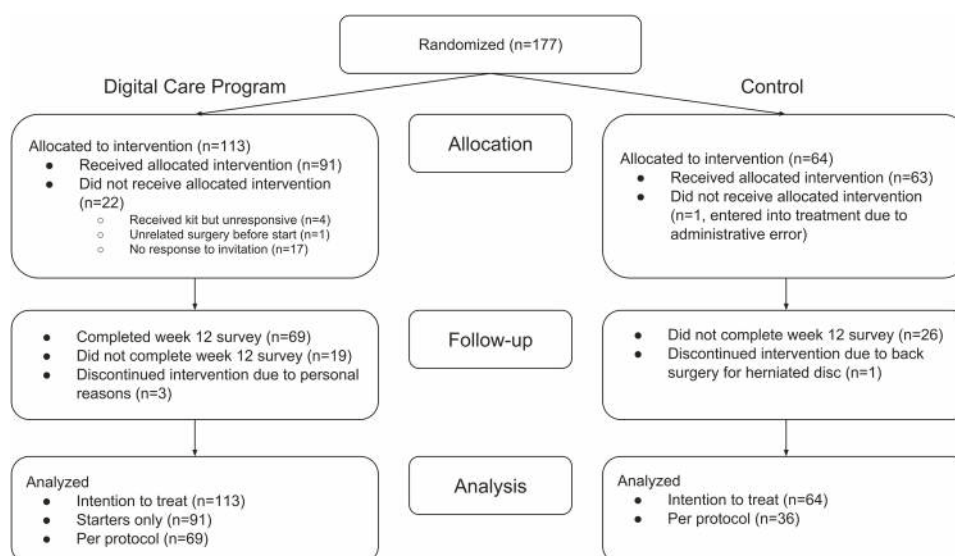 Randomized (n=177)
Digital Care Program
Control
Allocated to intervention (n=113)
● Received allocated intervention (n=91)
● Did not receive allocated intervention
(n=22)
○ Received kit but unresponsive (n=4)
○ Unrelated surgery before start (n=1)
○ No response to invitation (n=17)
Allocation
Allocated to intervention (n=64)
● Received allocated intervention (n=63)
● Did not receive allocated intervention
(n=1, entered into treatment due to
administrative error)
● Completed week 12 survey (n=69)
● Did not complete week 12 survey (n=19)
● Discontinued intervention due to personal
reasons (n=3)
Follow-up
● Did not complete week 12 survey (n=26)
● Discontinued intervention due to back
surgery for herniated disc (n=1)
Analyzed
● Intention to treat (n=113)
● Starters only (n=91)
● Per protocol (n=69)
Analysis
Analyzed
● Intention to treat (n=64)
● Per protocol (n=36)